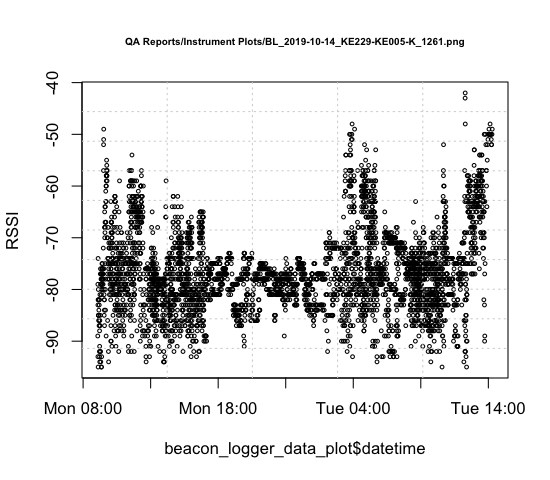 QA Reports/Instrument Plots/BL_2019-10-14_KE229-KE005-K_1261.png
-40
-50
-60
-70
-80
-90
RSSI
Mon 08:00 Mon 18:00 Tue 04:00 Tue 14:00
beacon_logger_data_plot$datetime